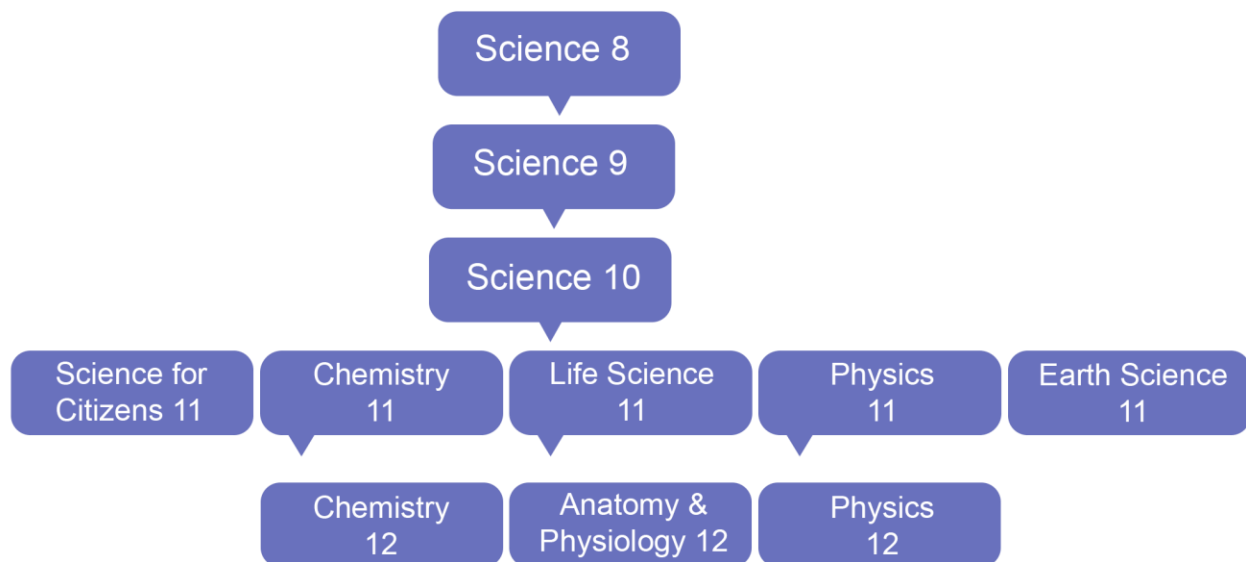 Science 8
Science 9
Science 10
Science for
Citizens 11
Chemistry
11
Life Science
11
Physics
11
Earth Science
11
Chemistry
12
Anatomy &
Physiology 12
Physics
12